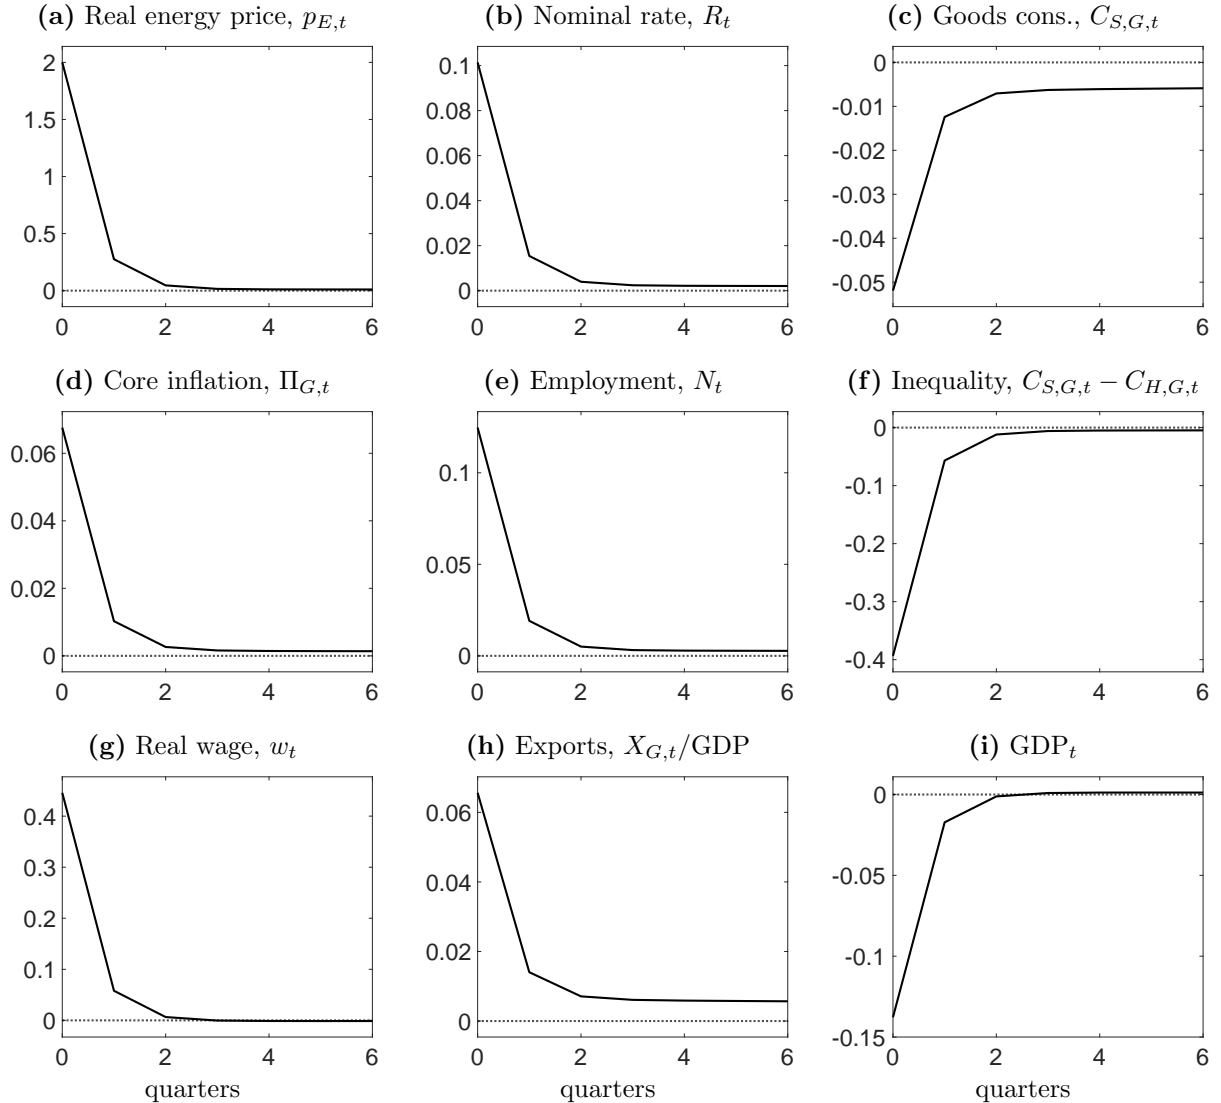 (a) Real energy price, p_{E,t}
(b) Nominal rate, R_t
(c) Goods cons., C_{S,G,t}
2
1.5
1
0.5
0
0 2 4 6
0.1
0.08
0.06
0.04
0.02
0
0 2 4 6
0
-0.01
-0.02
-0.03
-0.04
-0.05
0 2 4 6
(d) Core inflation, Π_{G,t}
(e) Employment, N_t
(f) Inequality, C_{S,G,t} − C_{H,G,t}
0.06
0.04
0.02
0
0 2 4 6
0.1
0.05
0
0 2 4 6
0
-0.1
-0.2
-0.3
-0.4
0 2 4 6
(g) Real wage, w_t
(h) Exports, X_{G,t}/GDP
(i) GDP_t
0.4
0.3
0.2
0.1
0
0 2 4 6
quarters
0.06
0.04
0.02
0
0 2 4 6
quarters
0
-0.05
-0.1
-0.15
0 2 4 6
quarters